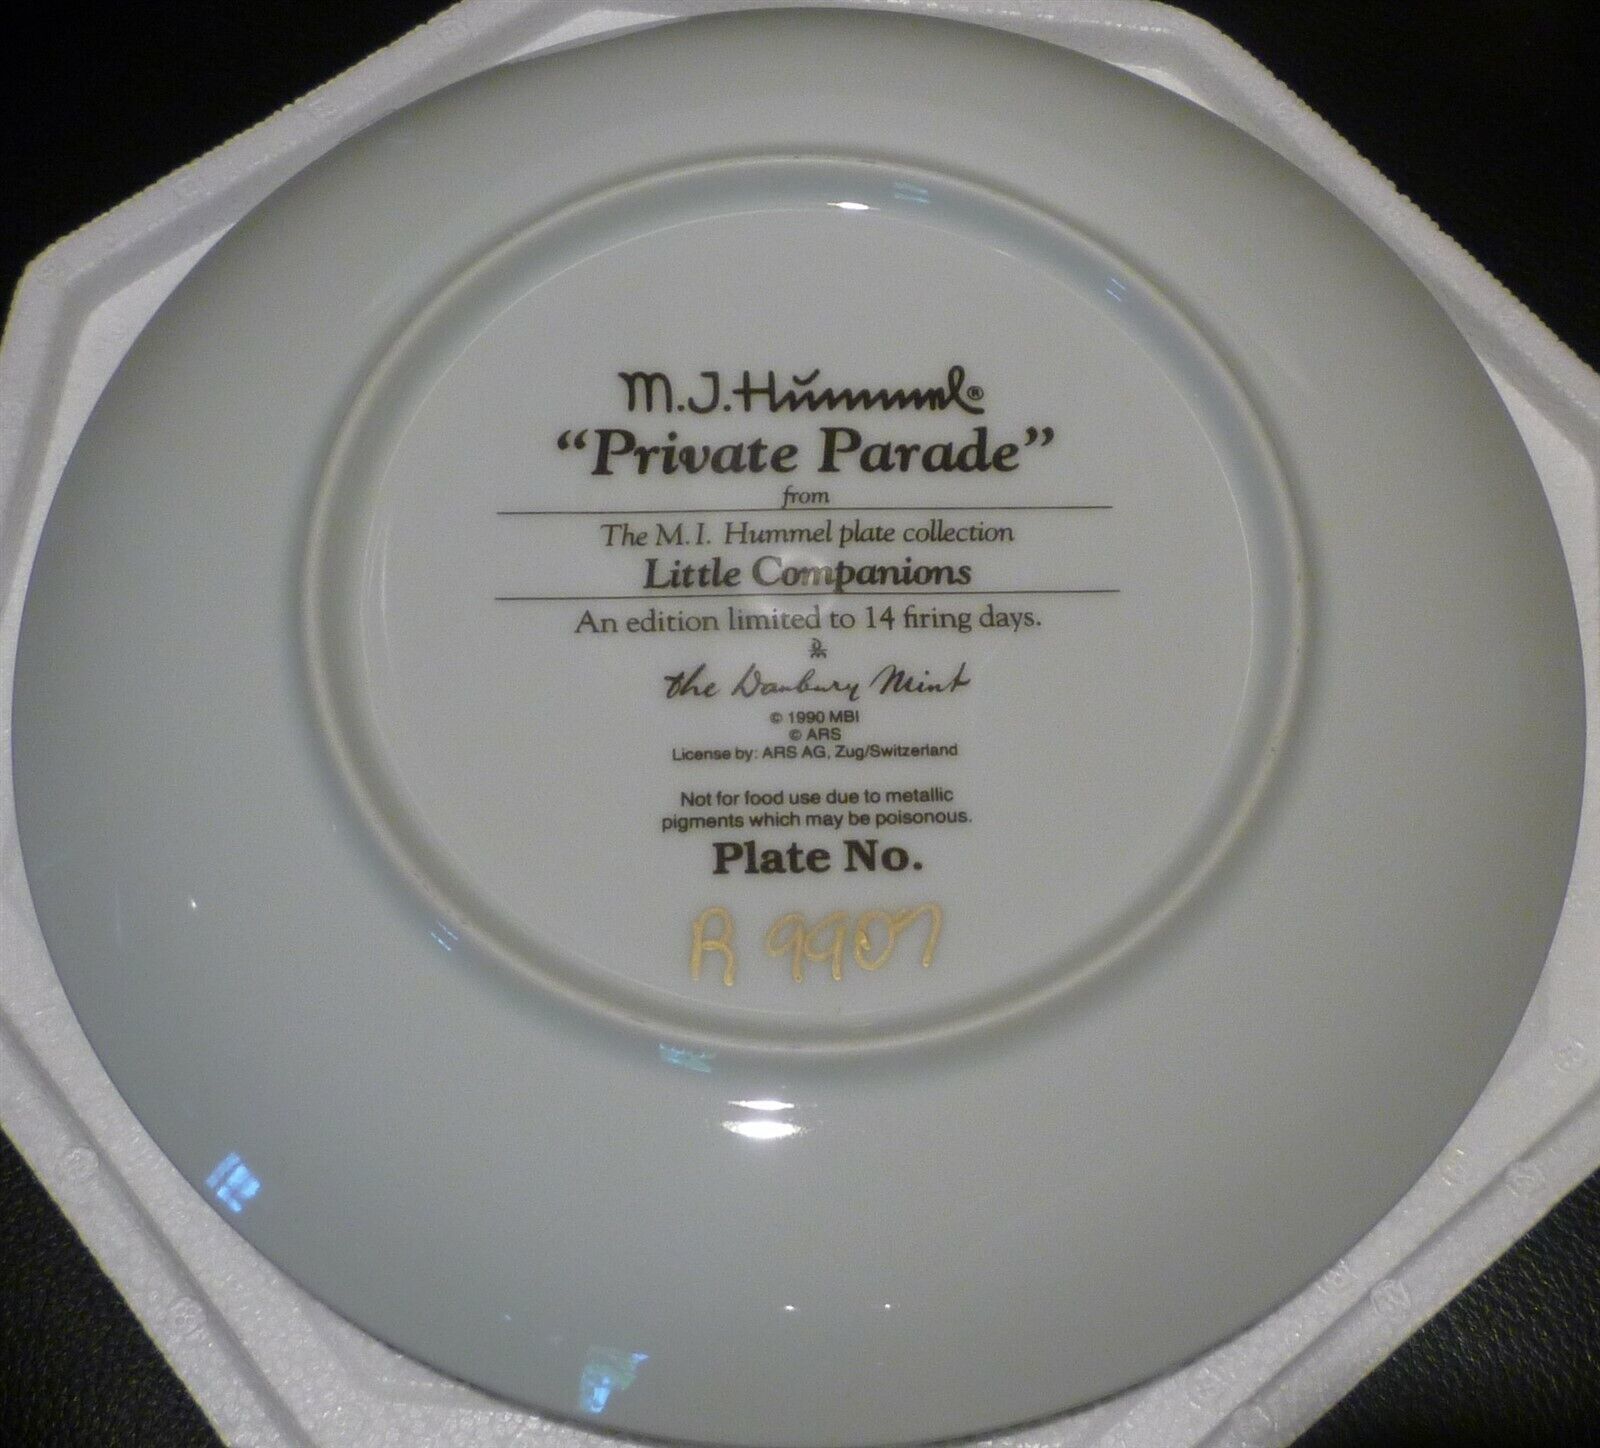 M.J.Hummel®
“Private Parade”
from
The M.I. Hummel plate collection
Little Companions
An edition limited to 14 firing days.
the Danbury Mint
© 1990 MBI
© ARS
License by: ARS AG, Zug/Switzerland
Not for food use due to metallic
pigments which may be poisonous.
Plate No.
R 9907